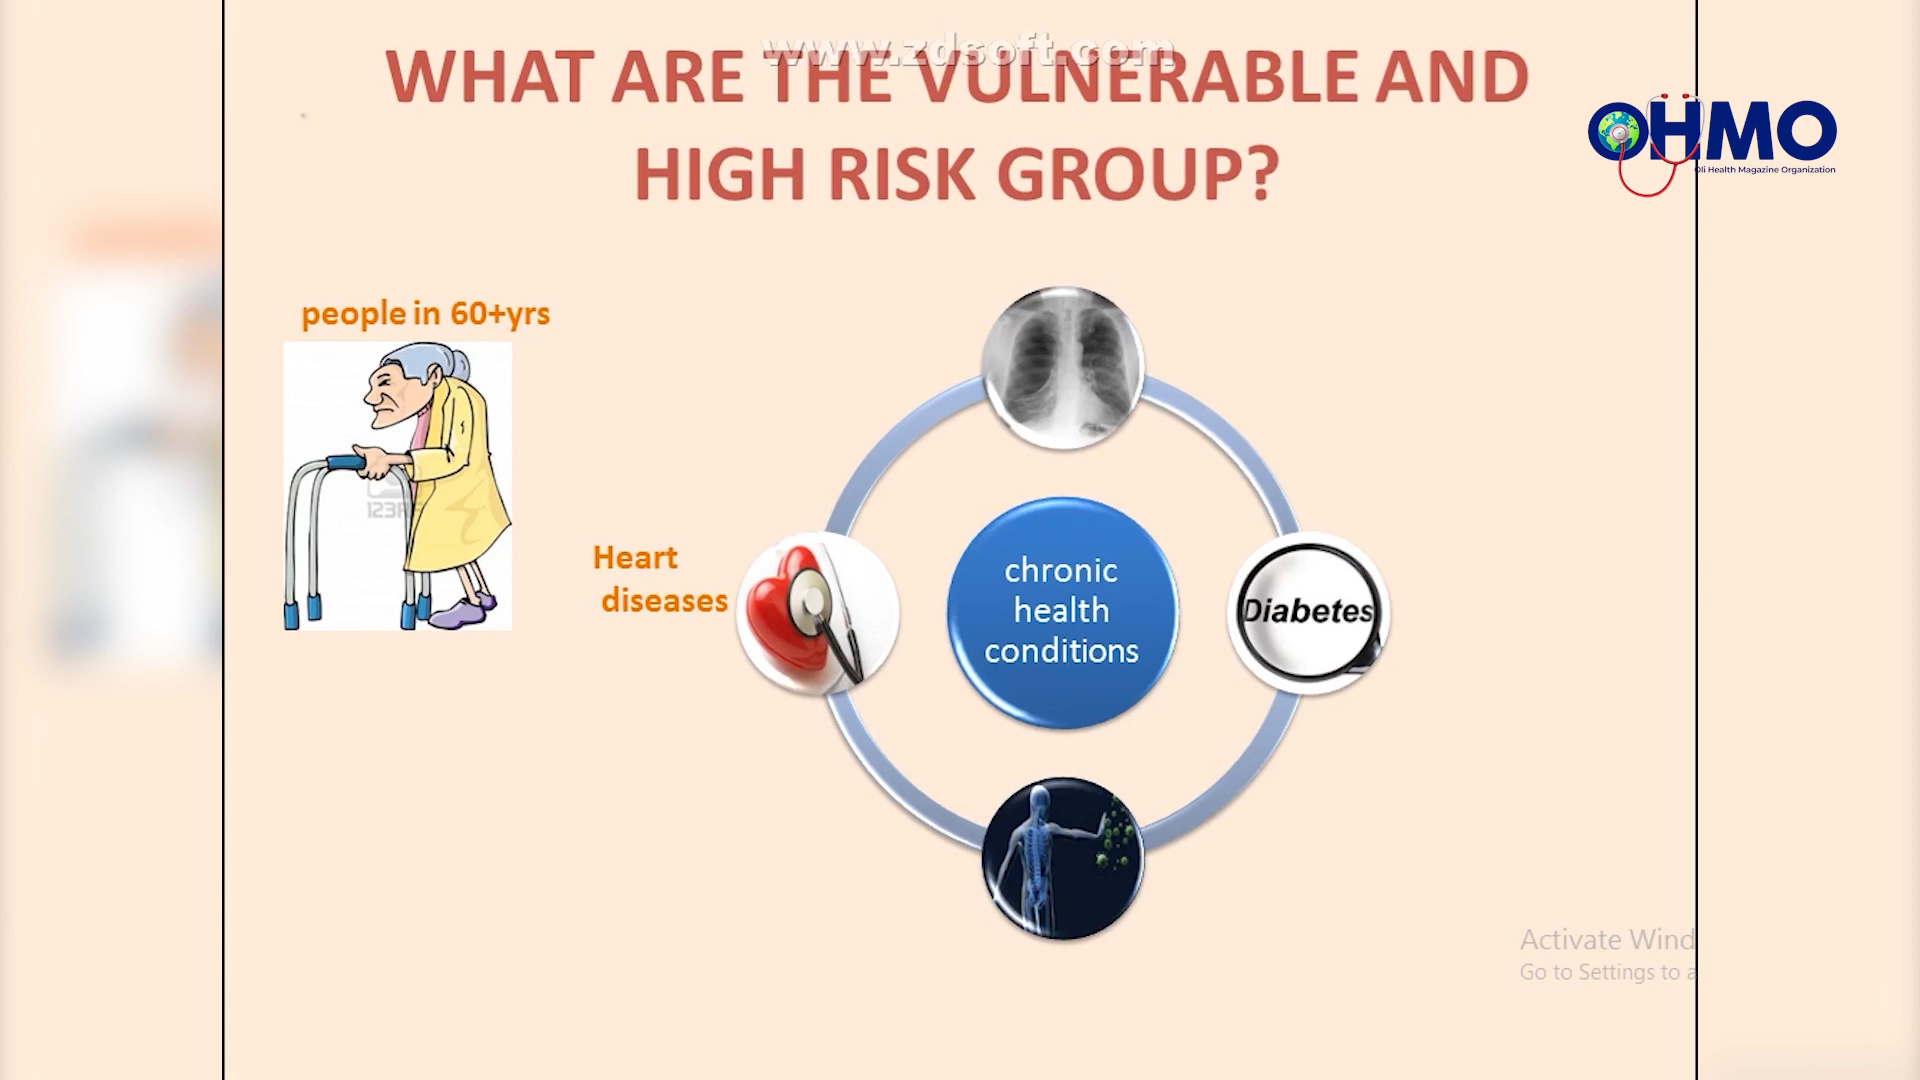 www.zdsoft.com
WHAT ARE THE VULNERABLE AND
HIGH RISK GROUP?
OHMO
Oli Health Magazine Organization
people in 60+yrs
123R
Heart
diseases
chronic
health
conditions
Diabetes
Activate Wind
Go to Settings to a